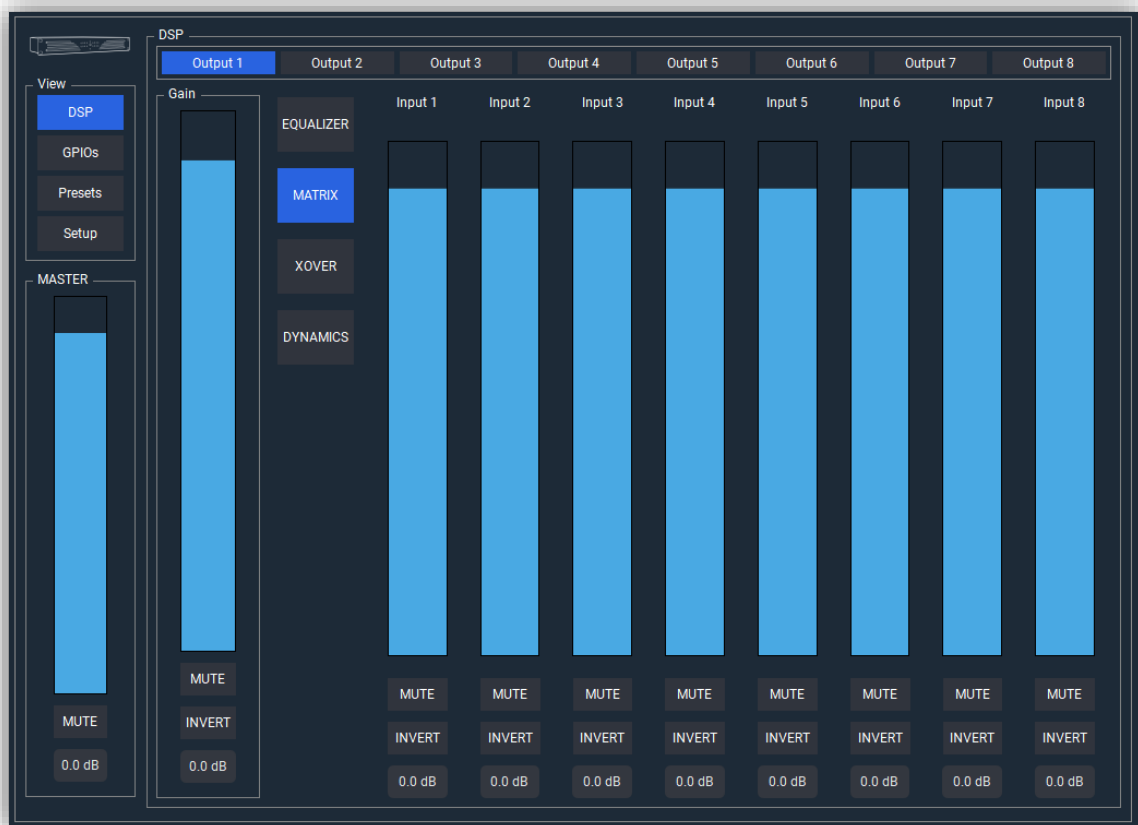 DSP
Output 1 Output 2 Output 3 Output 4 Output 5 Output 6 Output 7 Output 8
View
DSP
GPIOs
Presets
Setup
MASTER
MUTE
0.0 dB
Gain
MUTE
INVERT
0.0 dB
EQUALIZER
MATRIX
XOVER
DYNAMICS
Input 1 Input 2 Input 3 Input 4 Input 5 Input 6 Input 7 Input 8
MUTE MUTE MUTE MUTE MUTE MUTE MUTE MUTE
INVERT INVERT INVERT INVERT INVERT INVERT INVERT INVERT
0.0 dB 0.0 dB 0.0 dB 0.0 dB 0.0 dB 0.0 dB 0.0 dB 0.0 dB